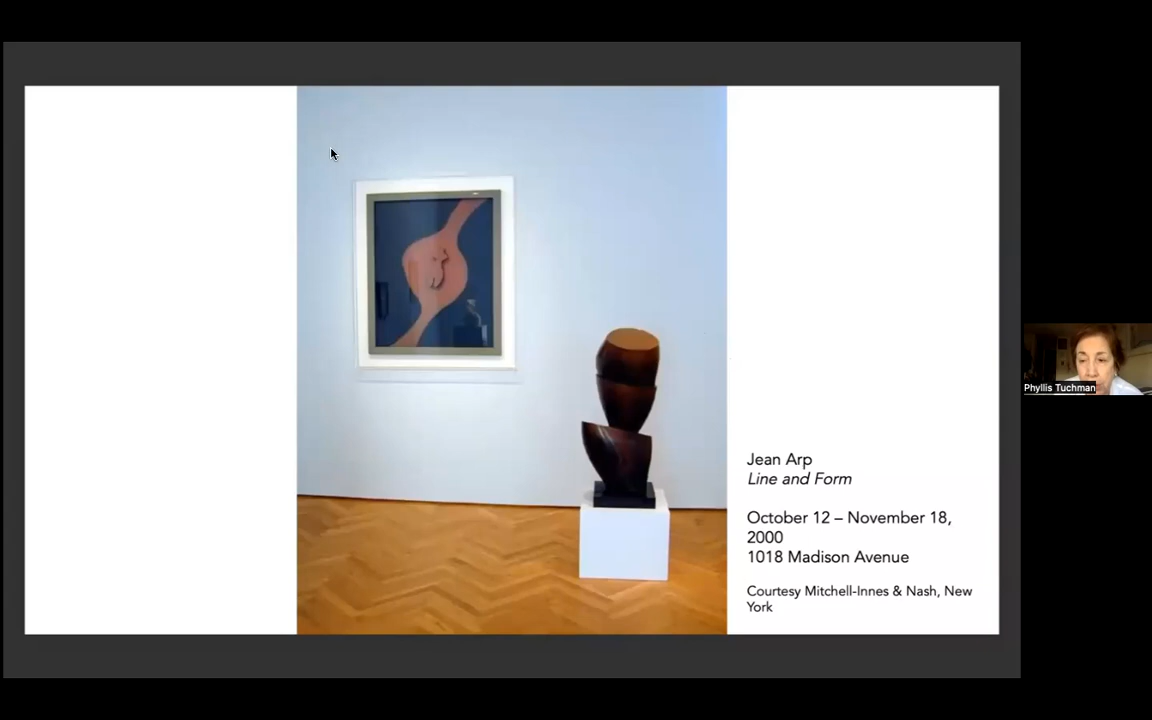 Jean Arp
Line and Form
October 12 – November 18,
2000
1018 Madison Avenue
Courtesy Mitchell-Innes & Nash, New
York
Phyllis Tuchman